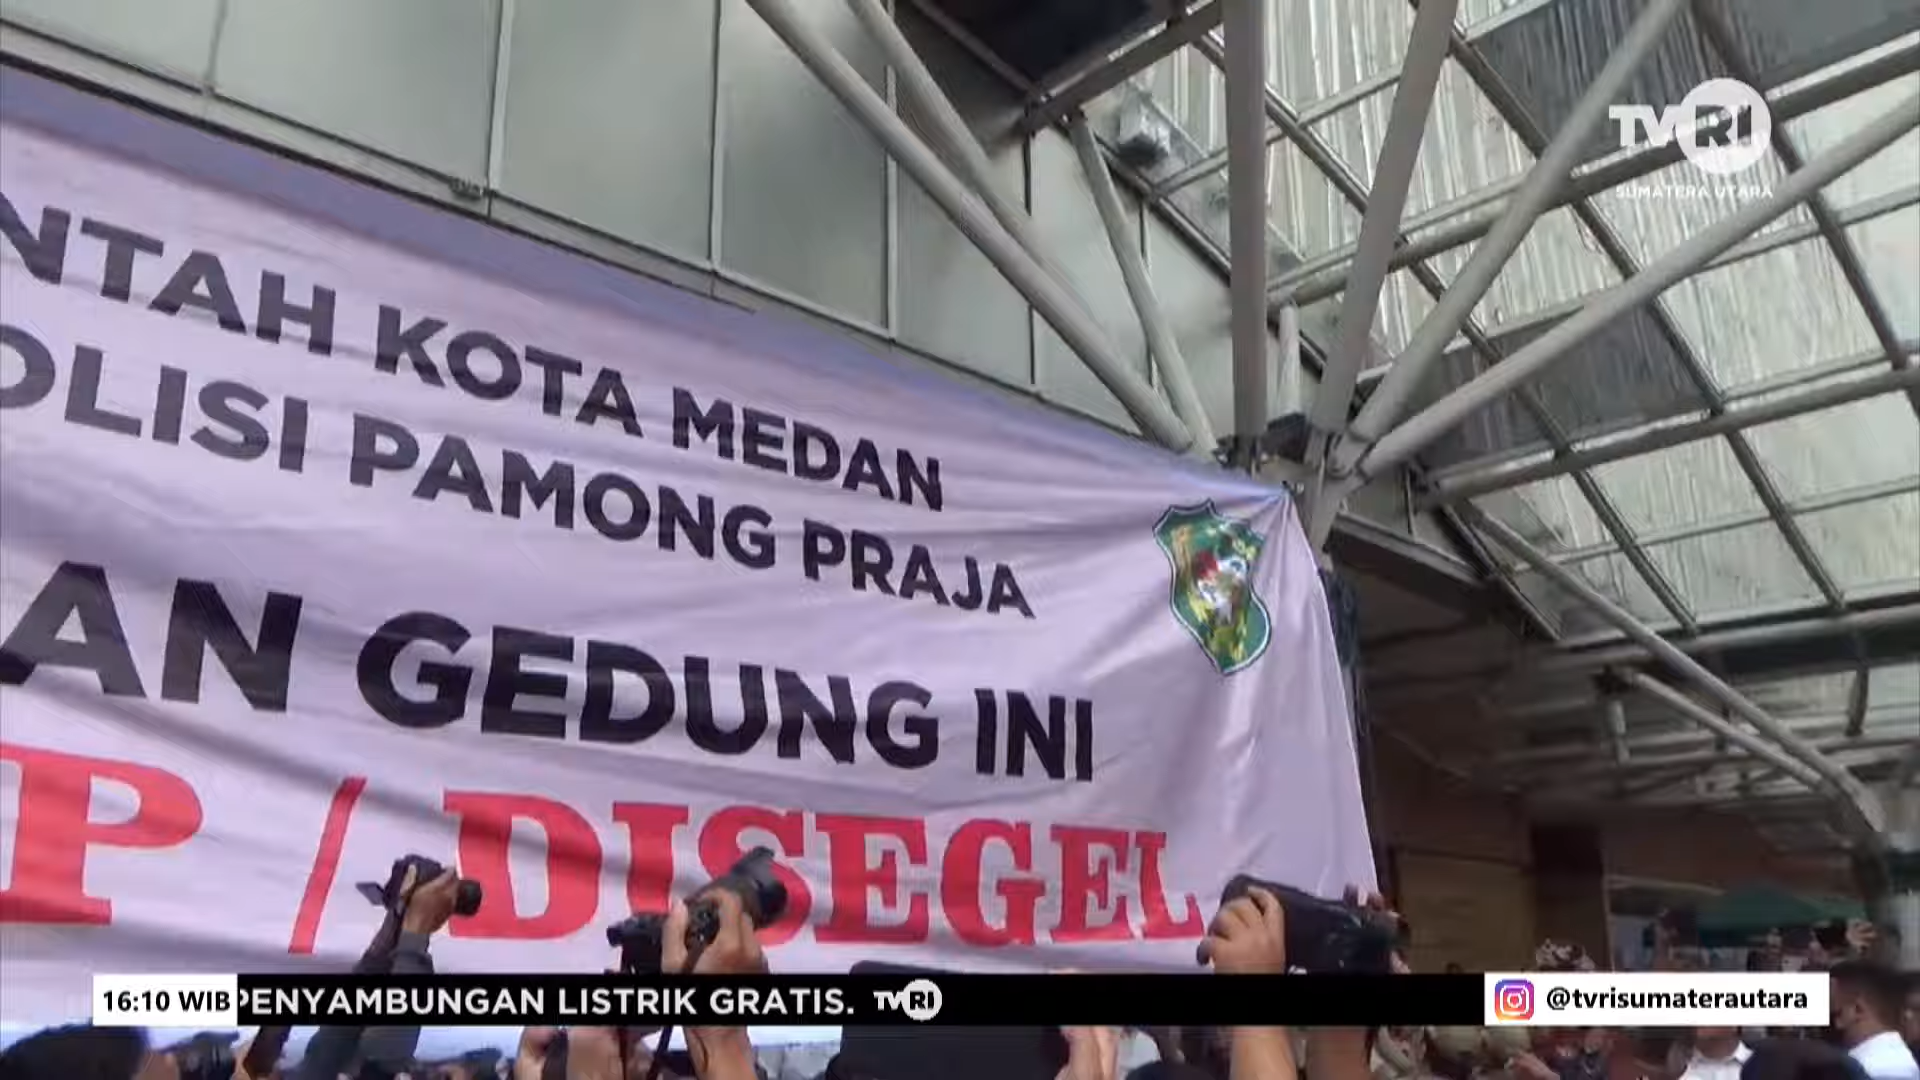 TVRI
SUMATERA UTARA
NTAH KOTA MEDAN
OLISI PAMONG PRAJA
AN GEDUNG INI
P / DISEGEL
16:10 WIB PENYAMBUNGAN LISTRIK GRATIS. TVRI @tvrisumaterautara